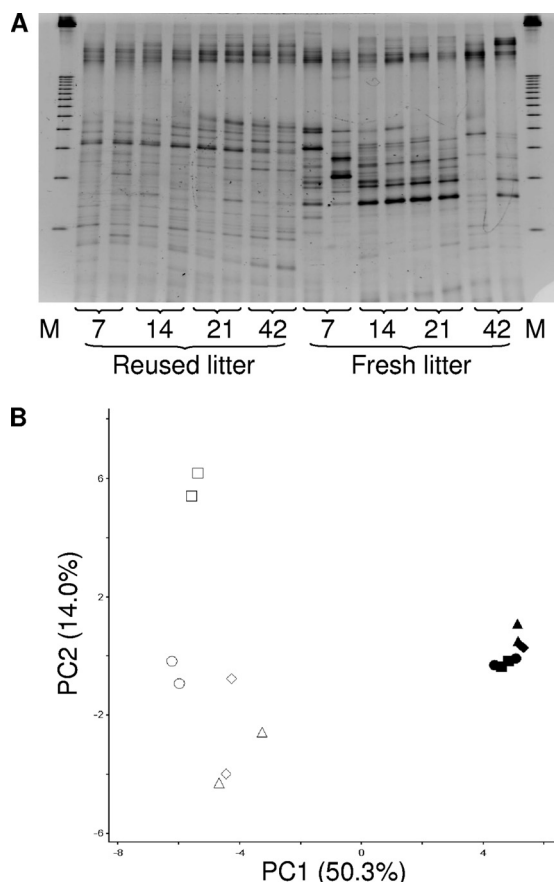 A
M 7 14 21 42 7 14 21 42 M
Reused litter Fresh litter
B
6
2
-2
-6
PC2 (14.0%)
-8 -4 0 4
PC1 (50.3%)